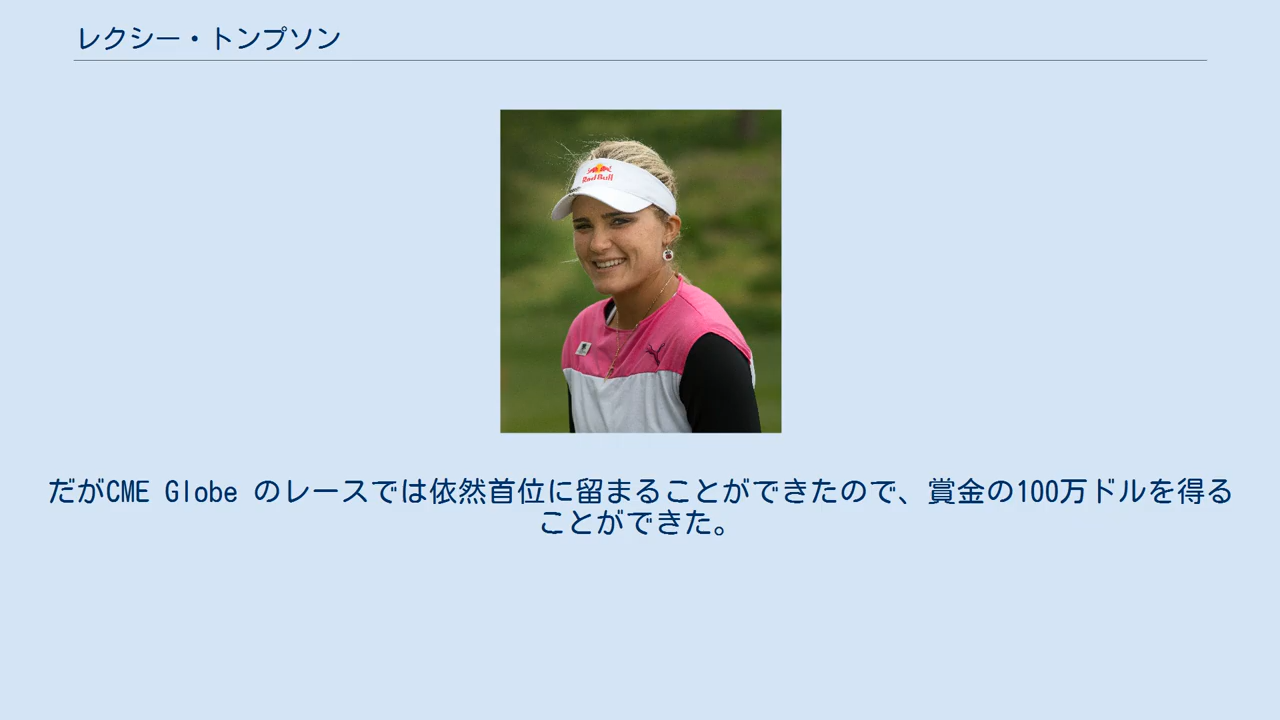 レクシー・トンプソン
Red Bull
だがCME Globe のレースでは依然首位に留まることができたので、賞金の100万ドルを得る
ことができた。